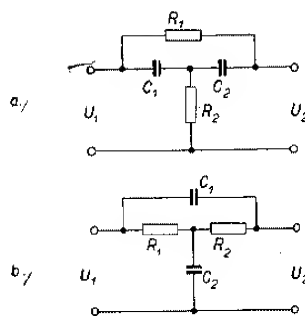 R₁
C₁ C₂
a/ U₁ R₂ U₂
C₁
R₁ R₂
b/ U₁ C₂ U₂